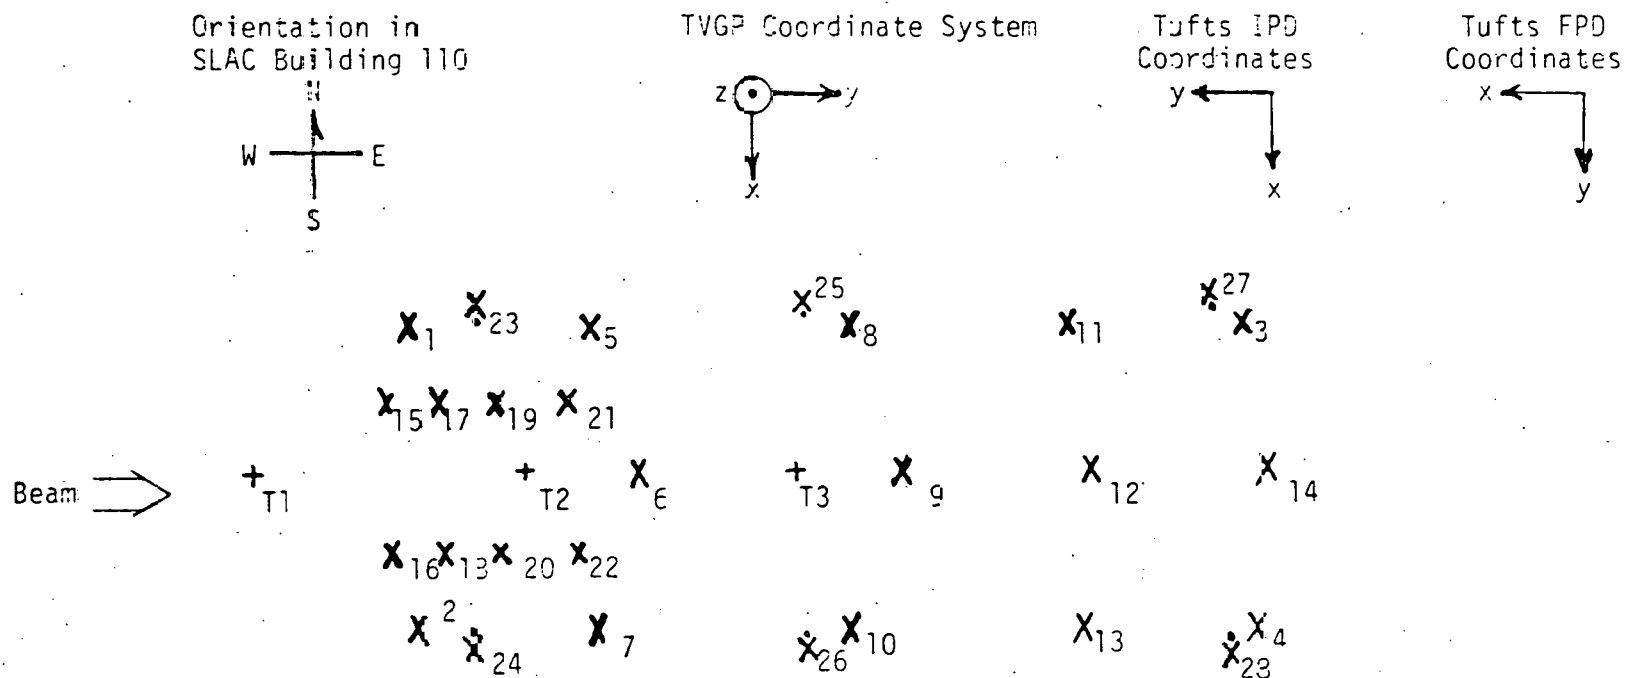 Orientation in
SLAC Building 110
TVGP Coordinate System
Tufts IPD
Coordinates
Tufts FPD
Coordinates
N
W E
S
z y
x
y
x
x
y
X1 X23 X5 X25 X8 X11 X27 X3
X15 X17 X19 X21
Beam +T1 +T2 X6 +T3 X9 X12 X14
X16 X13 X20 X22
X2 X24 X7 X26 X10 X13 X4 X23